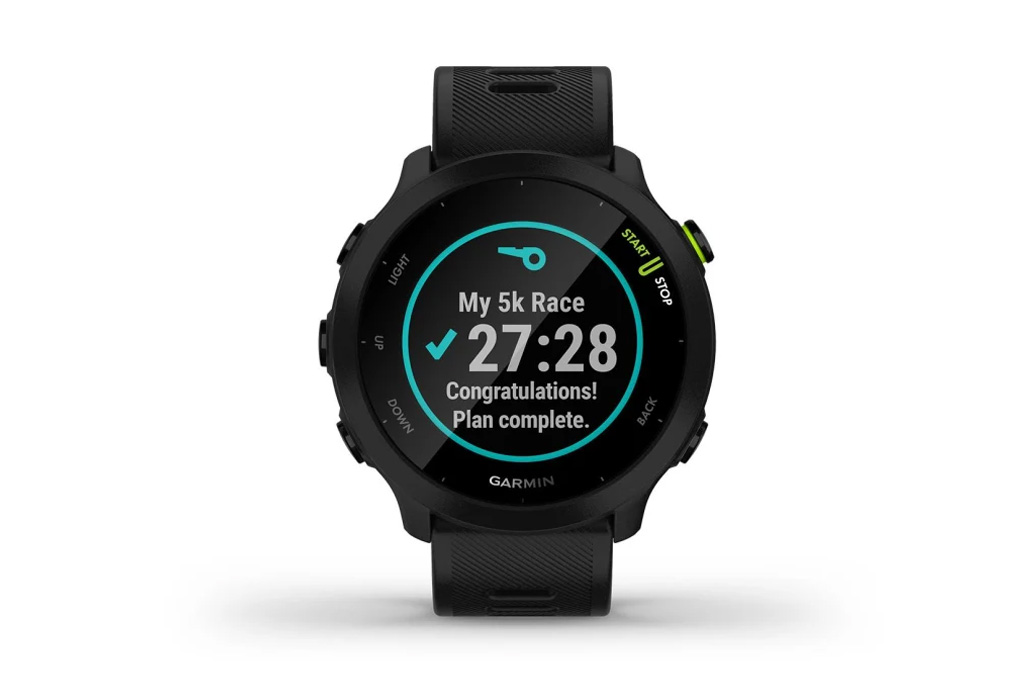 START
STOP
LIGHT
My 5k Race
UP
27:28
Congratulations!
DOWN
Plan complete.
BACK
GARMIN